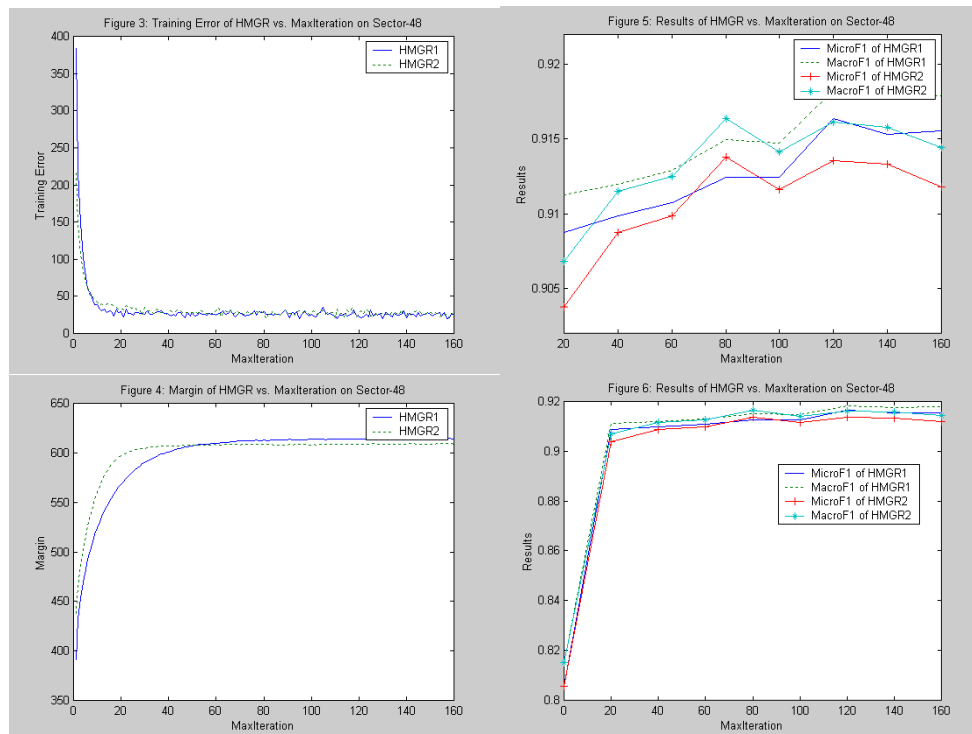 Figure 3: Training Error of HMGR vs. MaxIteration on Sector-48
400
350
300
250
200
150
100
50
0
Training Error
HMGR1
HMGR2
0 20 40 60 80 100 120 140 160
MaxIteration
Figure 5: Results of HMGR vs. MaxIteration on Sector-48
0.92
0.915
0.91
0.905
Results
MicroF1 of HMGR1
MacroF1 of HMGR1
MicroF1 of HMGR2
MacroF1 of HMGR2
20 40 60 80 100 120 140 160
MaxIteration
Figure 4: Margin of HMGR vs. MaxIteration on Sector-48
650
600
550
500
450
400
350
Margin
HMGR1
HMGR2
0 20 40 60 80 100 120 140 160
MaxIteration
Figure 6: Results of HMGR vs. MaxIteration on Sector-48
0.92
0.9
0.88
0.86
0.84
0.82
0.8
Results
MicroF1 of HMGR1
MacroF1 of HMGR1
MicroF1 of HMGR2
MacroF1 of HMGR2
0 20 40 60 80 100 120 140 160
MaxIteration